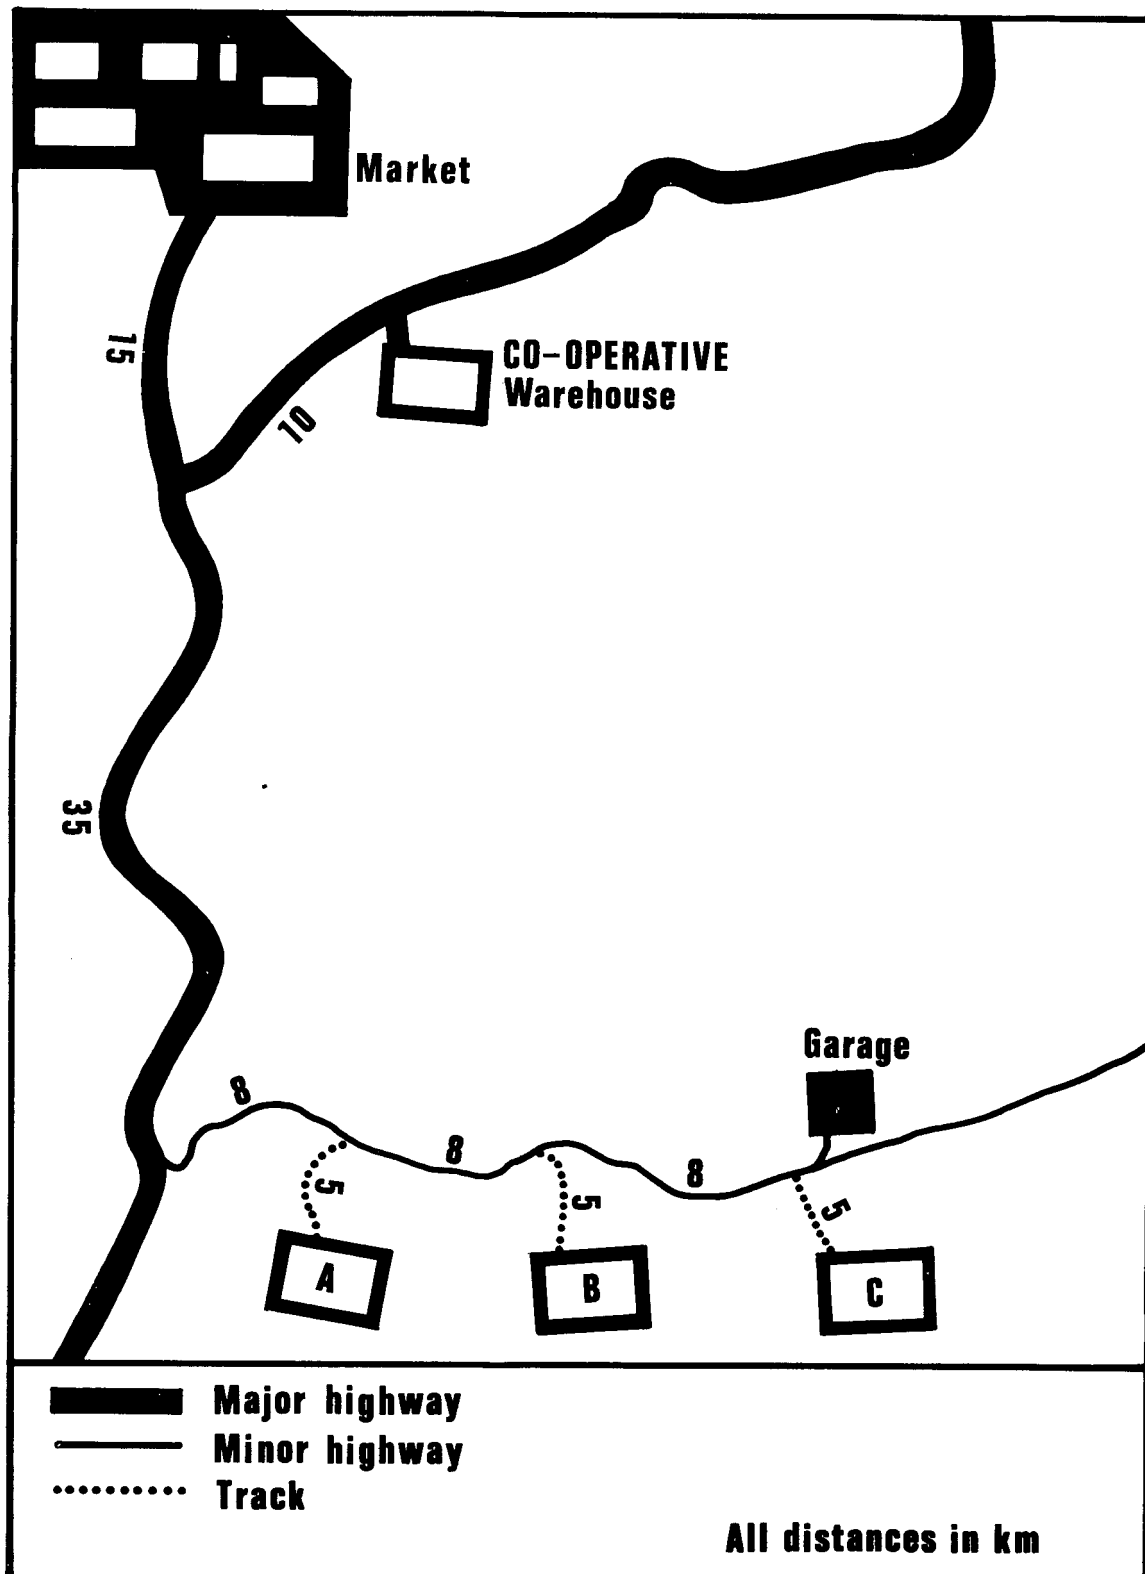 Market
15
CO-OPERATIVE
Warehouse
10
35
Garage
8
8
8
5
5
5
A
B
C
Major highway
Minor highway
Track
All distances in km